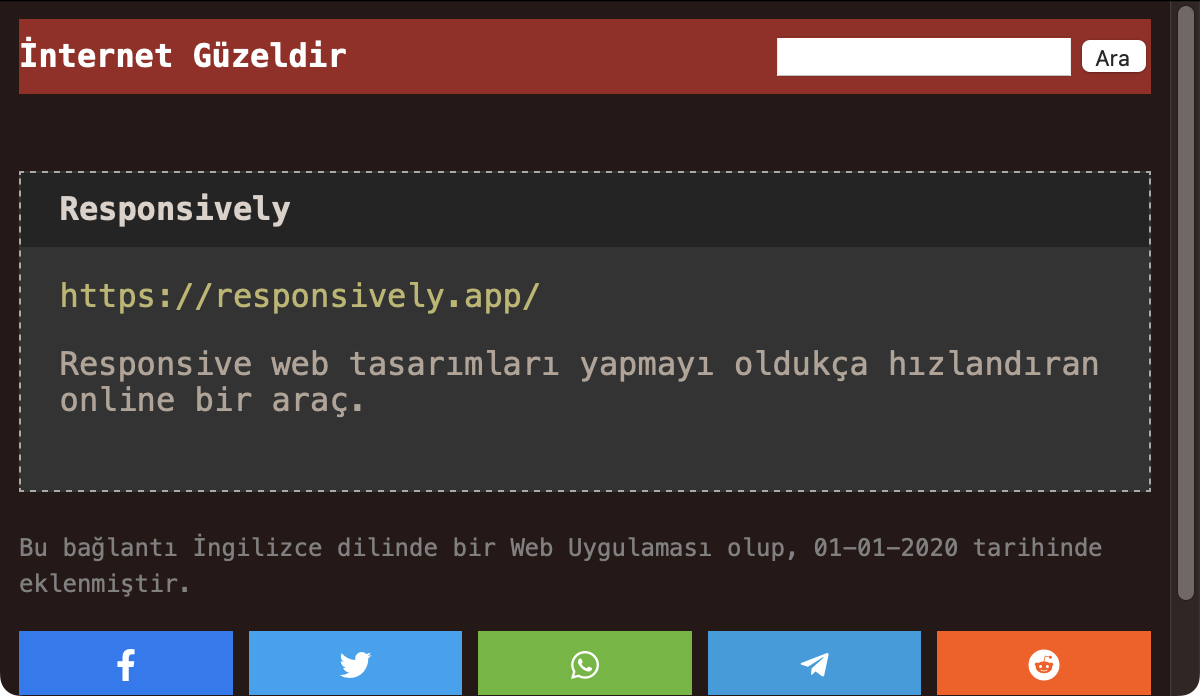 İnternet Güzeldir
Ara
Responsively
https://responsively.app/
Responsive web tasarımları yapmayı oldukça hızlandıran
online bir araç.
Bu bağlantı İngilizce dilinde bir Web Uygulaması olup, 01-01-2020 tarihinde
eklenmiştir.